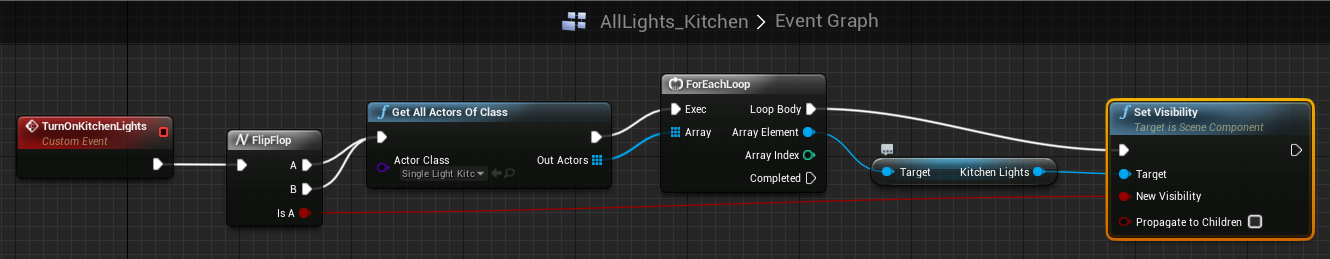 AllLights_Kitchen > Event Graph
TurnOnKitchenLights
Custom Event
FlipFlop
A
B
Is A
Get All Actors Of Class
Actor Class
Single Light Kitc
Out Actors
ForEachLoop
Exec
Loop Body
Array
Array Element
Array Index
Completed
Target
Kitchen Lights
Set Visibility
Target is Scene Component
Target
New Visibility
Propagate to Children